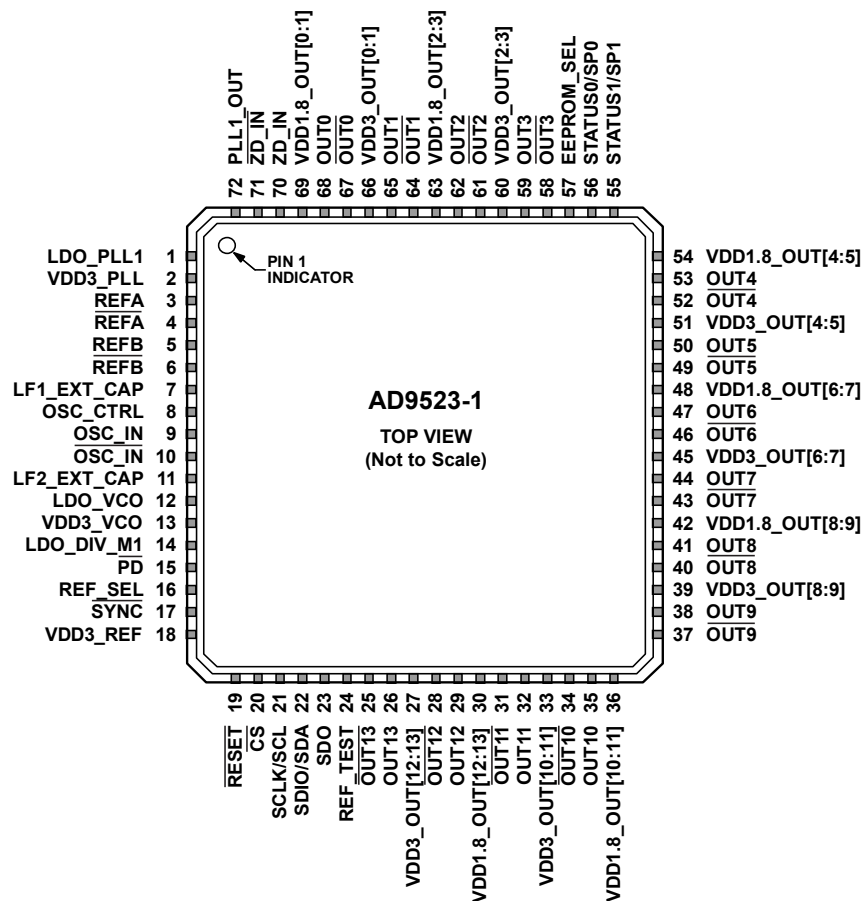 72 PLL1_OUT
71 ZD_IN
70 ZD_IN
69 VDD1.8_OUT[0:1]
68 OUT0
67 OUT0
66 VDD3_OUT[0:1]
65 OUT1
64 OUT1
63 VDD1.8_OUT[2:3]
62 OUT2
61 OUT2
60 VDD3_OUT[2:3]
59 OUT3
58 OUT3
57 EEPROM_SEL
56 STATUS0/SP0
55 STATUS1/SP1
LDO_PLL1 1
VDD3_PLL 2
REFA 3
REFA 4
REFB 5
REFB 6
LF1_EXT_CAP 7
OSC_CTRL 8
OSC_IN 9
OSC_IN 10
LF2_EXT_CAP 11
LDO_VCO 12
VDD3_VCO 13
LDO_DIV_M1 14
PD 15
REF_SEL 16
SYNC 17
VDD3_REF 18
PIN 1
INDICATOR
AD9523-1
TOP VIEW
(Not to Scale)
54 VDD1.8_OUT[4:5]
53 OUT4
52 OUT4
51 VDD3_OUT[4:5]
50 OUT5
49 OUT5
48 VDD1.8_OUT[6:7]
47 OUT6
46 OUT6
45 VDD3_OUT[6:7]
44 OUT7
43 OUT7
42 VDD1.8_OUT[8:9]
41 OUT8
40 OUT8
39 VDD3_OUT[8:9]
38 OUT9
37 OUT9
RESET 19
CS 20
SCLK/SCL 21
SDIO/SDA 22
SDO 23
REF_TEST 24
OUT13 25
OUT13 26
VDD3_OUT[12:13] 27
OUT12 28
OUT12 29
VDD1.8_OUT[12:13] 30
OUT11 31
OUT11 32
VDD3_OUT[10:11] 33
OUT10 34
OUT10 35
VDD1.8_OUT[10:11] 36